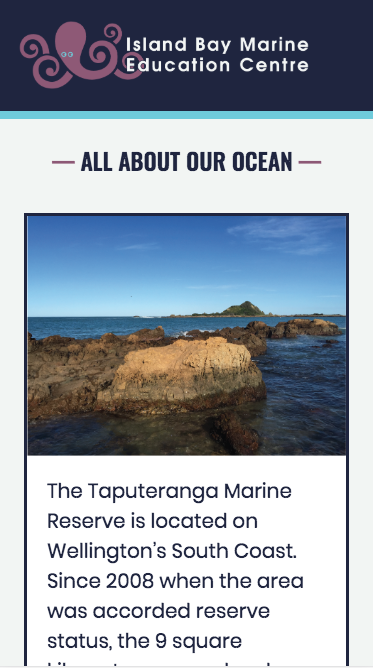 Island Bay Marine
Education Centre
ALL ABOUT OUR OCEAN
The Taputeranga Marine
Reserve is located on
Wellington's South Coast.
Since 2008 when the area
was accorded reserve
status, the 9 square